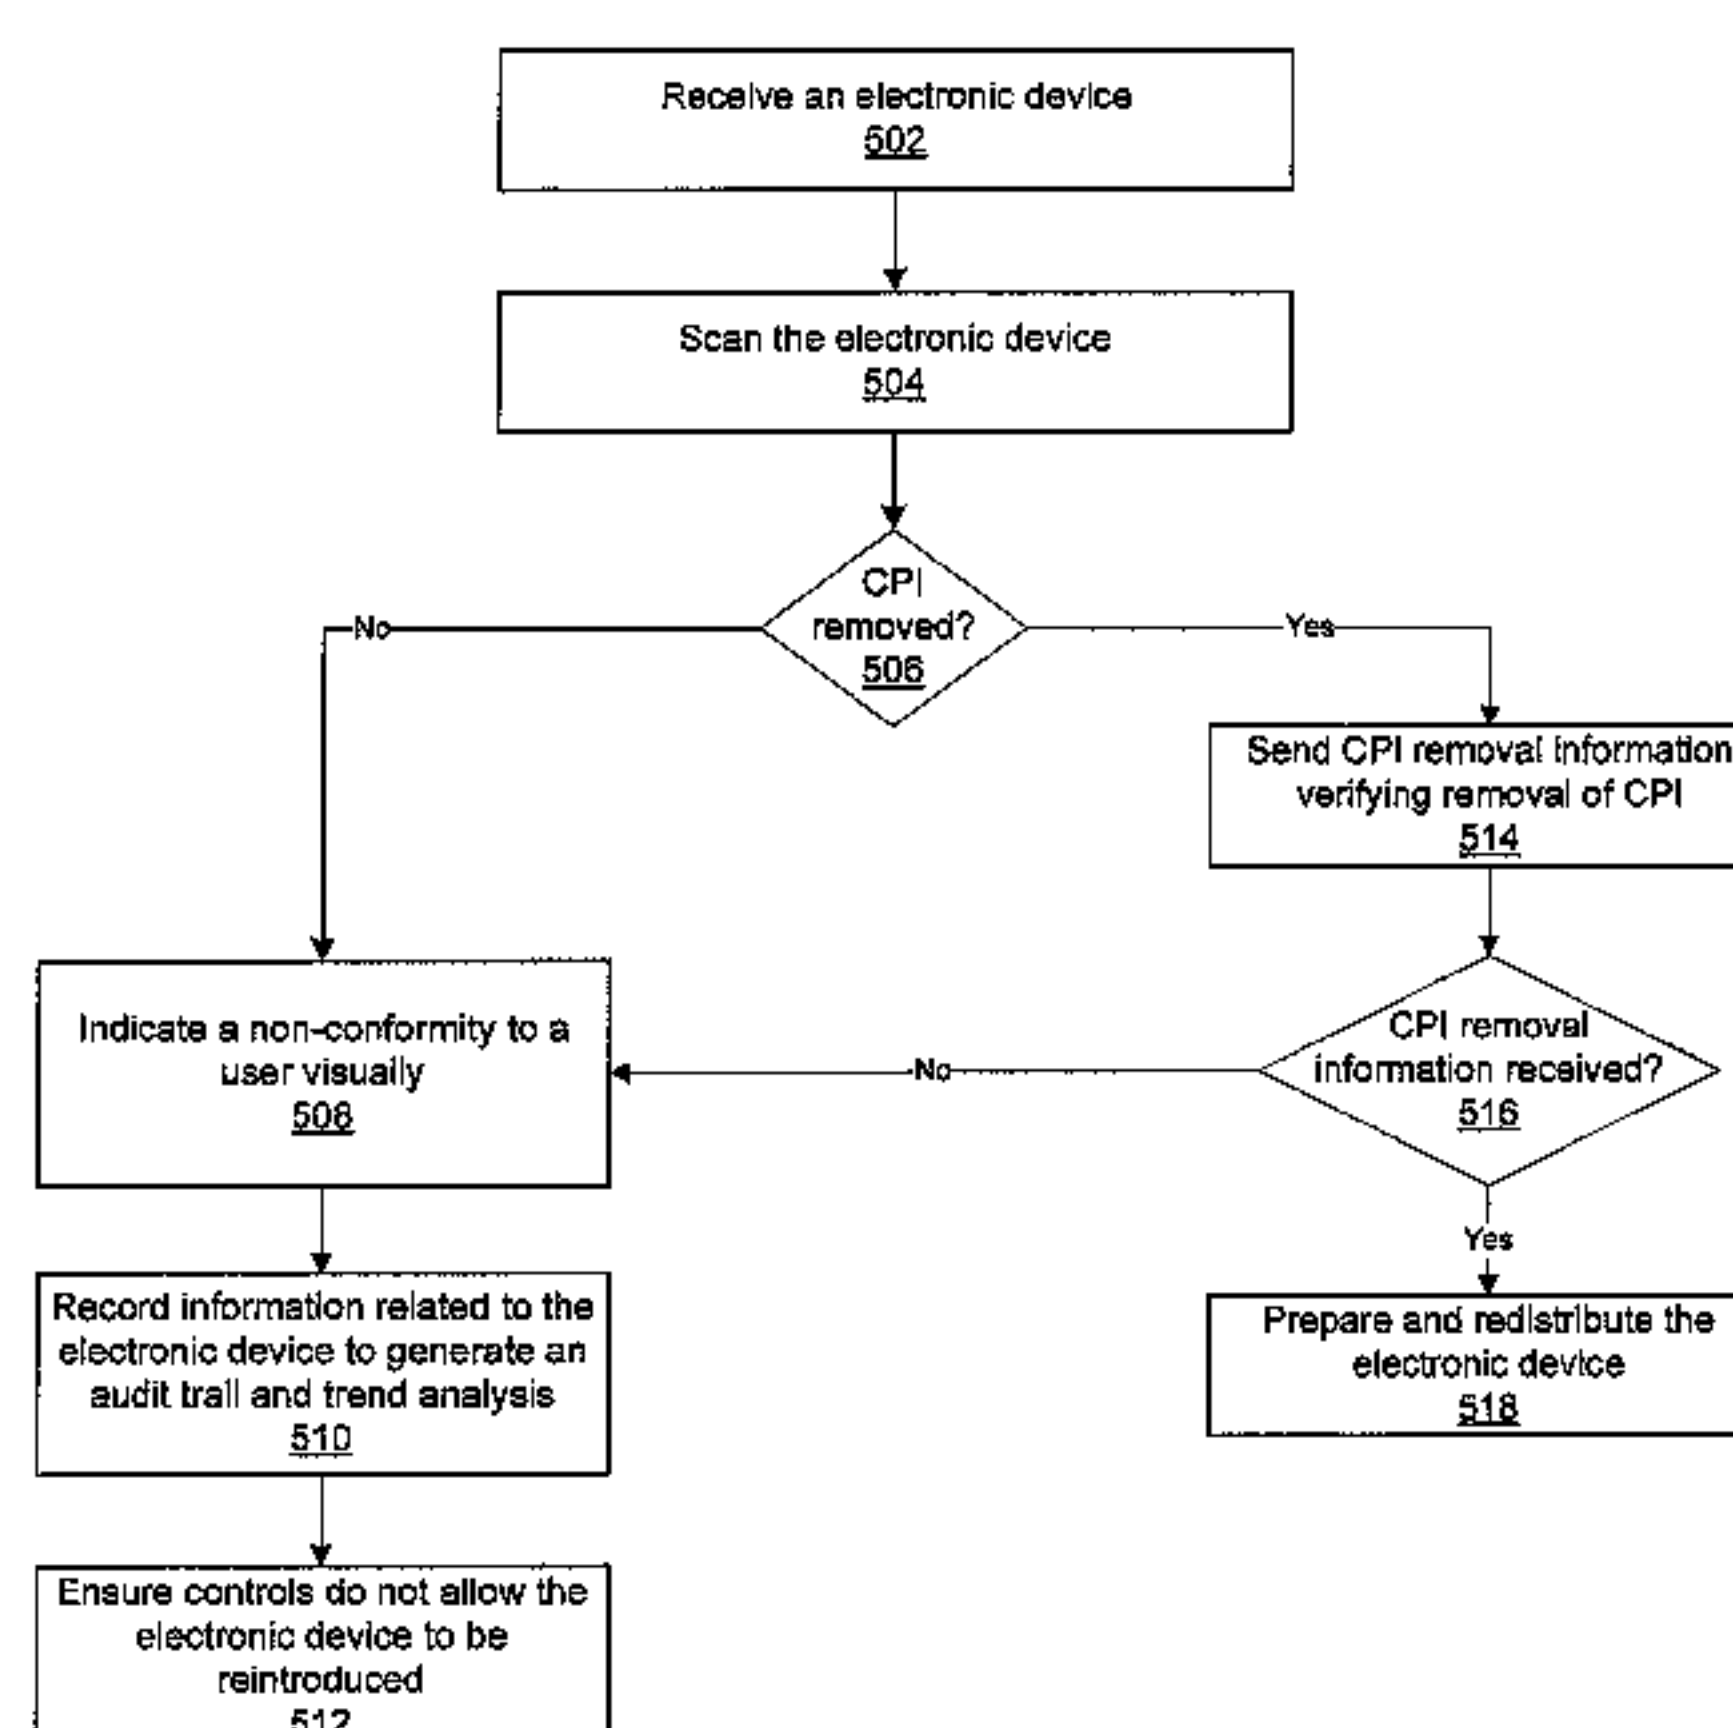 Receive an electronic device
502
Scan the electronic device
504
CPI
removed?
506
No
Yes
Send CPI removal information
verifying removal of CPI
514
Indicate a non-conformity to a
user visually
508
No
CPI removal
information received?
516
Yes
Record information related to the
electronic device to generate an
audit trail and trend analysis
510
Prepare and redistribute the
electronic device
518
Ensure controls do not allow the
electronic device to be
reintroduced
512